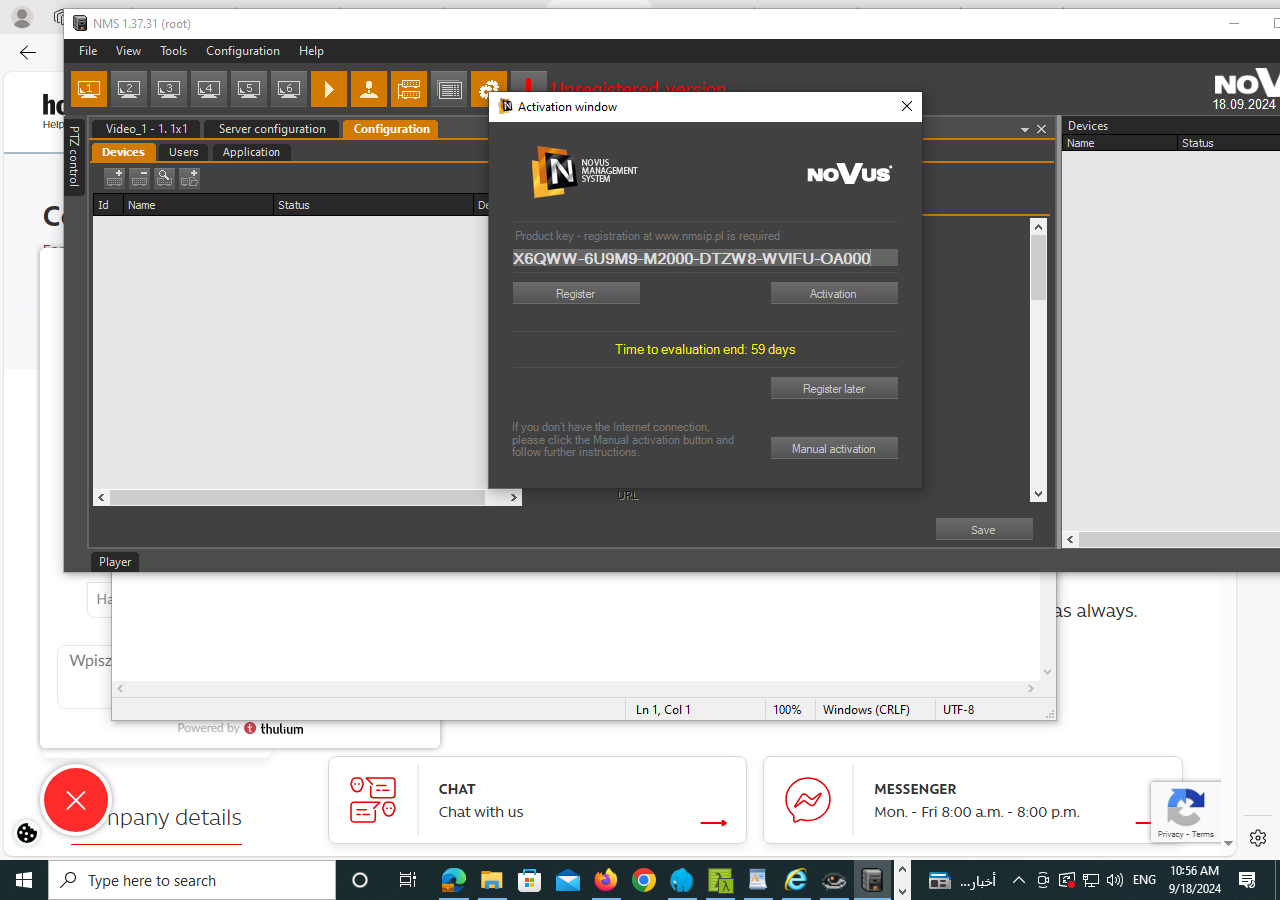 NMS 1.37.31 (root)
File View Tools Configuration Help
1 2 3 4 5 6
Unregistered version
18.09.2024
Video_1 - 1. 1x1 Server configuration Configuration
Devices Users Application
PTZ control
Id Name Status
Devices
Name Status
Activation window
NOVUS
MANAGEMENT
SYSTEM
NOVUS
Product key - registration at www.nmsip.pl is required
X6QWW-6U9M9-M2000-DTZW8-WVIFU-OA000
Register Activation
Time to evaluation end: 59 days
Register later
If you don't have the Internet connection,
please click the Manual activation button and
follow further instructions.
Manual activation
URL
Save
Player
Help
Wpisz
as always.
Ln 1, Col 1 100% Windows (CRLF) UTF-8
Powered by thulium
CHAT
Chat with us
MESSENGER
Mon. - Fri 8:00 a.m. - 8:00 p.m.
mpany details
Privacy - Terms
Type here to search
أخبار...
ENG
10:56 AM
9/18/2024